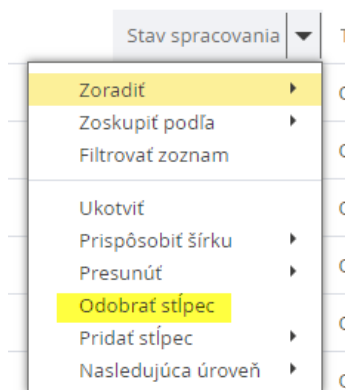 Stav spracovania
Zoradiť
Zoskupiť podľa
Filtrovať zoznam
Ukotviť
Prispôsobiť šírku
Presunúť
Odobrať stĺpec
Pridať stĺpec
Nasledujúca úroveň